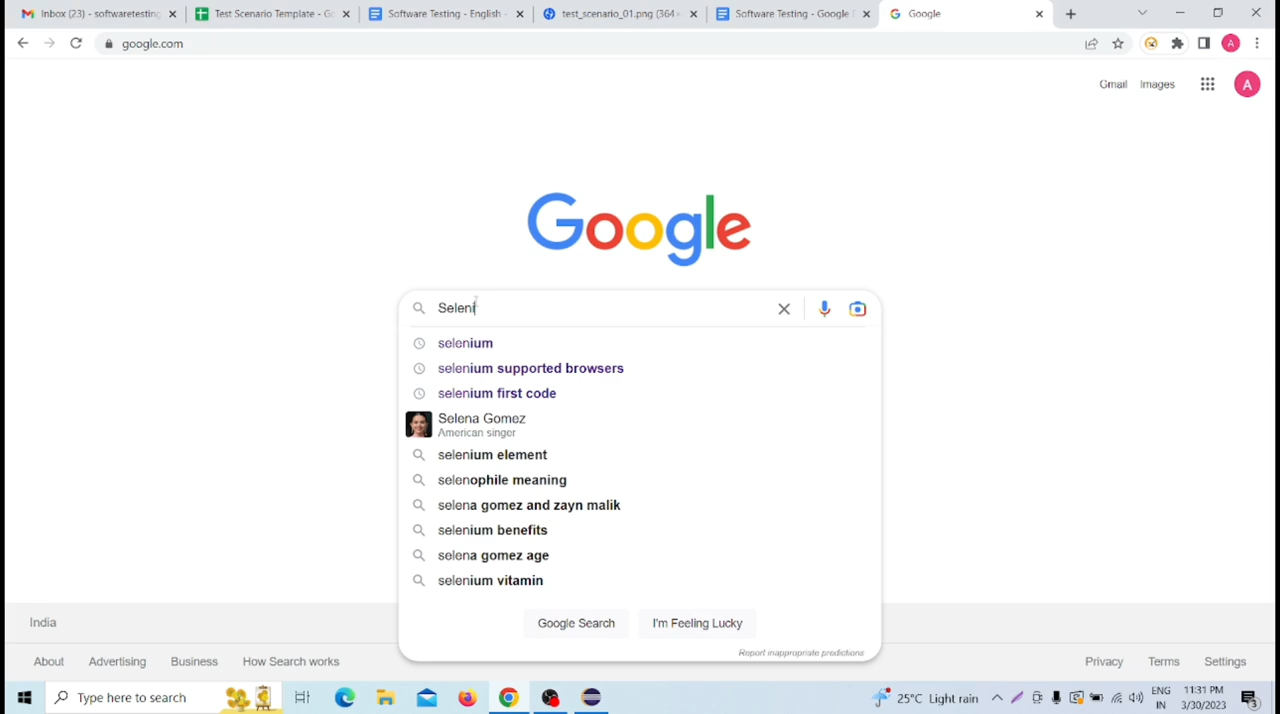 Inbox (23) - softwaretesting
Test Scenario Template - Go
Software Testing - English -
test_scenario_01.png (364×
Software Testing - Google D
Google
google.com
A
Gmail
Images
A
Google
Seleni
selenium
selenium supported browsers
selenium first code
Selena Gomez
American singer
selenium element
selenophile meaning
selena gomez and zayn malik
selenium benefits
selena gomez age
selenium vitamin
Google Search
I'm Feeling Lucky
Report inappropriate predictions
India
About
Advertising
Business
How Search works
Privacy
Terms
Settings
Type here to search
25°C Light rain
ENG
IN
11:31 PM
3/30/2023
3